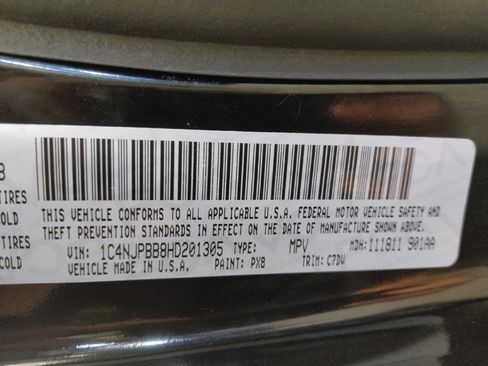 8
TIRES
COLD
TIRES
COLD
THIS VEHICLE CONFORMS TO ALL APPLICABLE U.S.A. FEDERAL MOTOR VEHICLE SAFETY AND
THEFT PREVENTION STANDARDS IN EFFECT ON THE DATE OF MANUFACTURE SHOWN ABOVE.
VIN: 1C4NJPBB8HD201305 TYPE: MPV MDH:111811 901AA
VEHICLE MADE IN U.S.A. PAINT: PX8 TRIM: C7DV